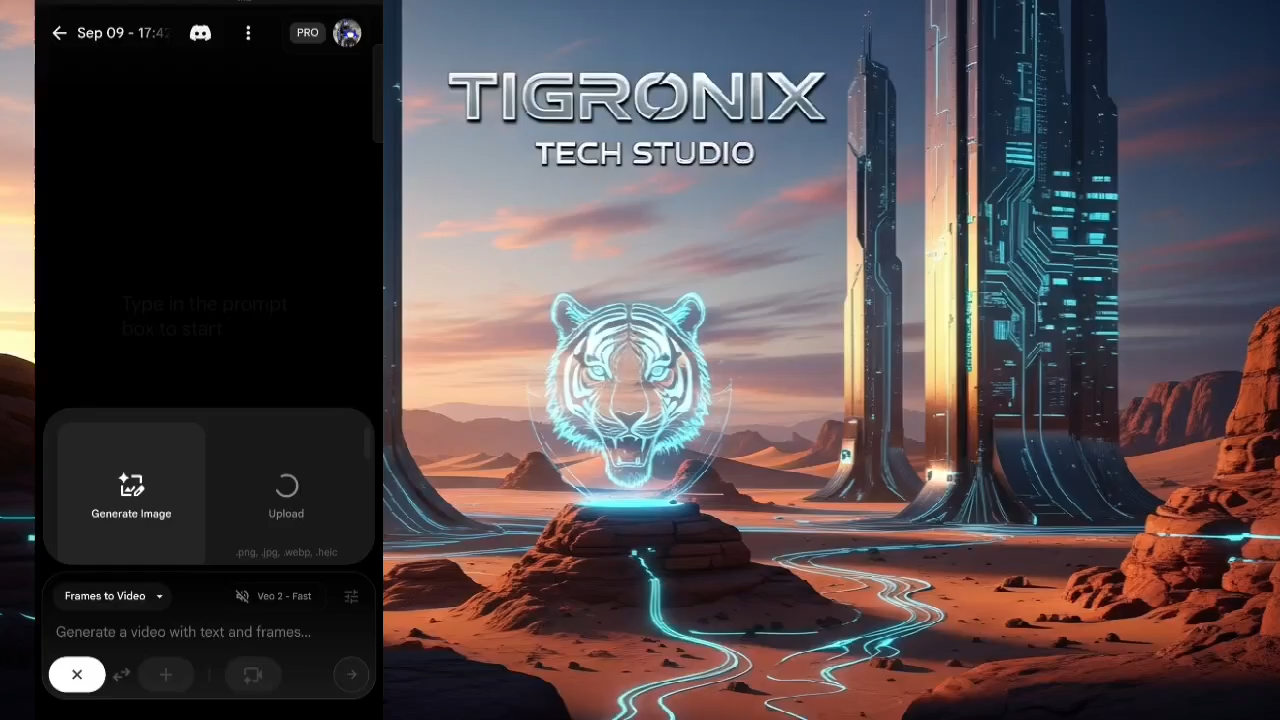 Sep 09 - 17:42
PRO
TIGRONIX
TECH STUDIO
Type in the prompt
box to start
Generate Image
Upload
.png, .jpg, .webp, .heic
Frames to Video
Veo 2 - Fast
Generate a video with text and frames...